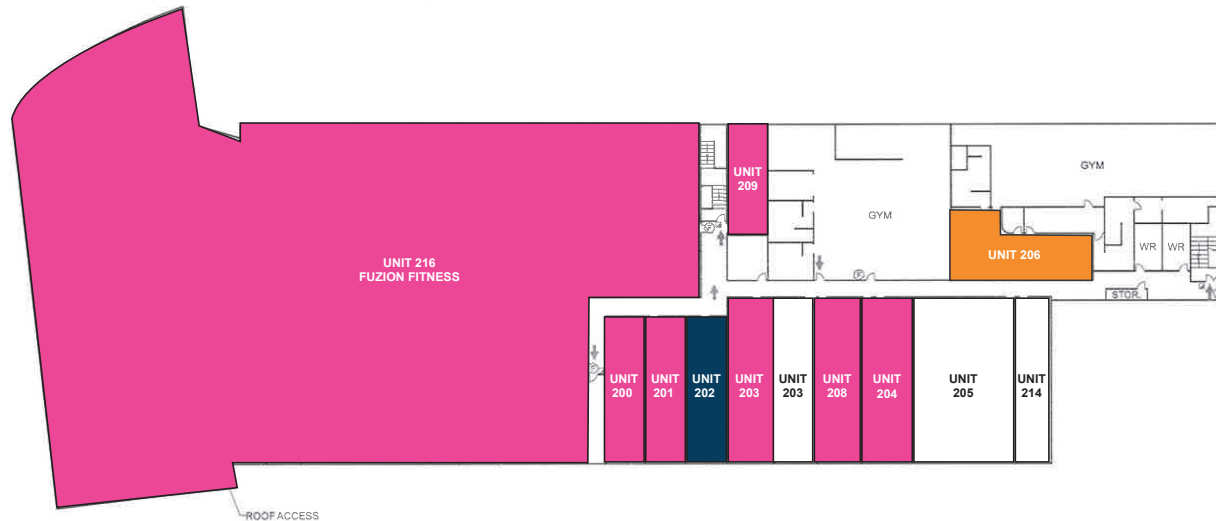 UNIT
209
GYM
GYM
UNIT 216
FUZION FITNESS
UNIT 206
WR
WR
STOR.
UNIT
200
UNIT
201
UNIT
202
UNIT
203
UNIT
203
UNIT
208
UNIT
204
UNIT
205
UNIT
214
ROOF ACCESS